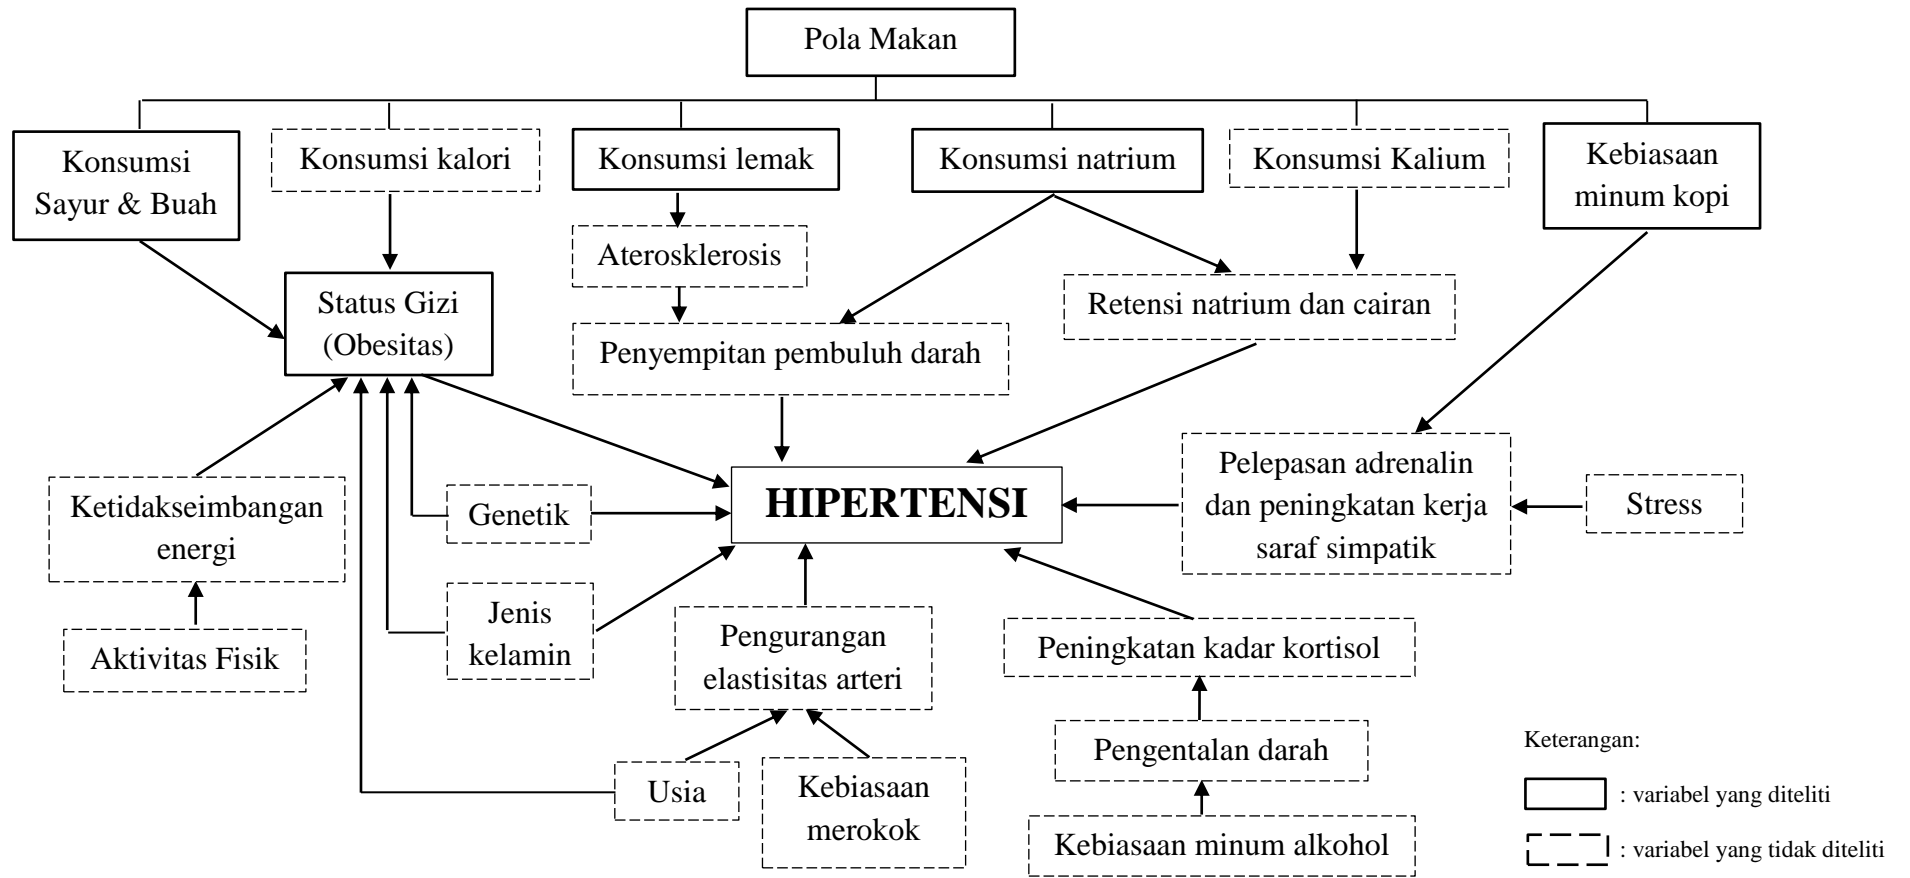 Pola Makan
Konsumsi
Sayur & Buah
Konsumsi kalori
Konsumsi lemak
Konsumsi natrium
Konsumsi Kalium
Kebiasaan
minum kopi
Aterosklerosis
Status Gizi
(Obesitas)
Retensi natrium dan cairan
Penyempitan pembuluh darah
Ketidakseimbangan
energi
Genetik
HIPERTENSI
Pelepasan adrenalin
dan peningkatan kerja
saraf simpatik
Stress
Aktivitas Fisik
Jenis
kelamin
Pengurangan
elastisitas arteri
Peningkatan kadar kortisol
Usia
Kebiasaan
merokok
Pengentalan darah
Kebiasaan minum alkohol
Keterangan:
: variabel yang diteliti
: variabel yang tidak diteliti